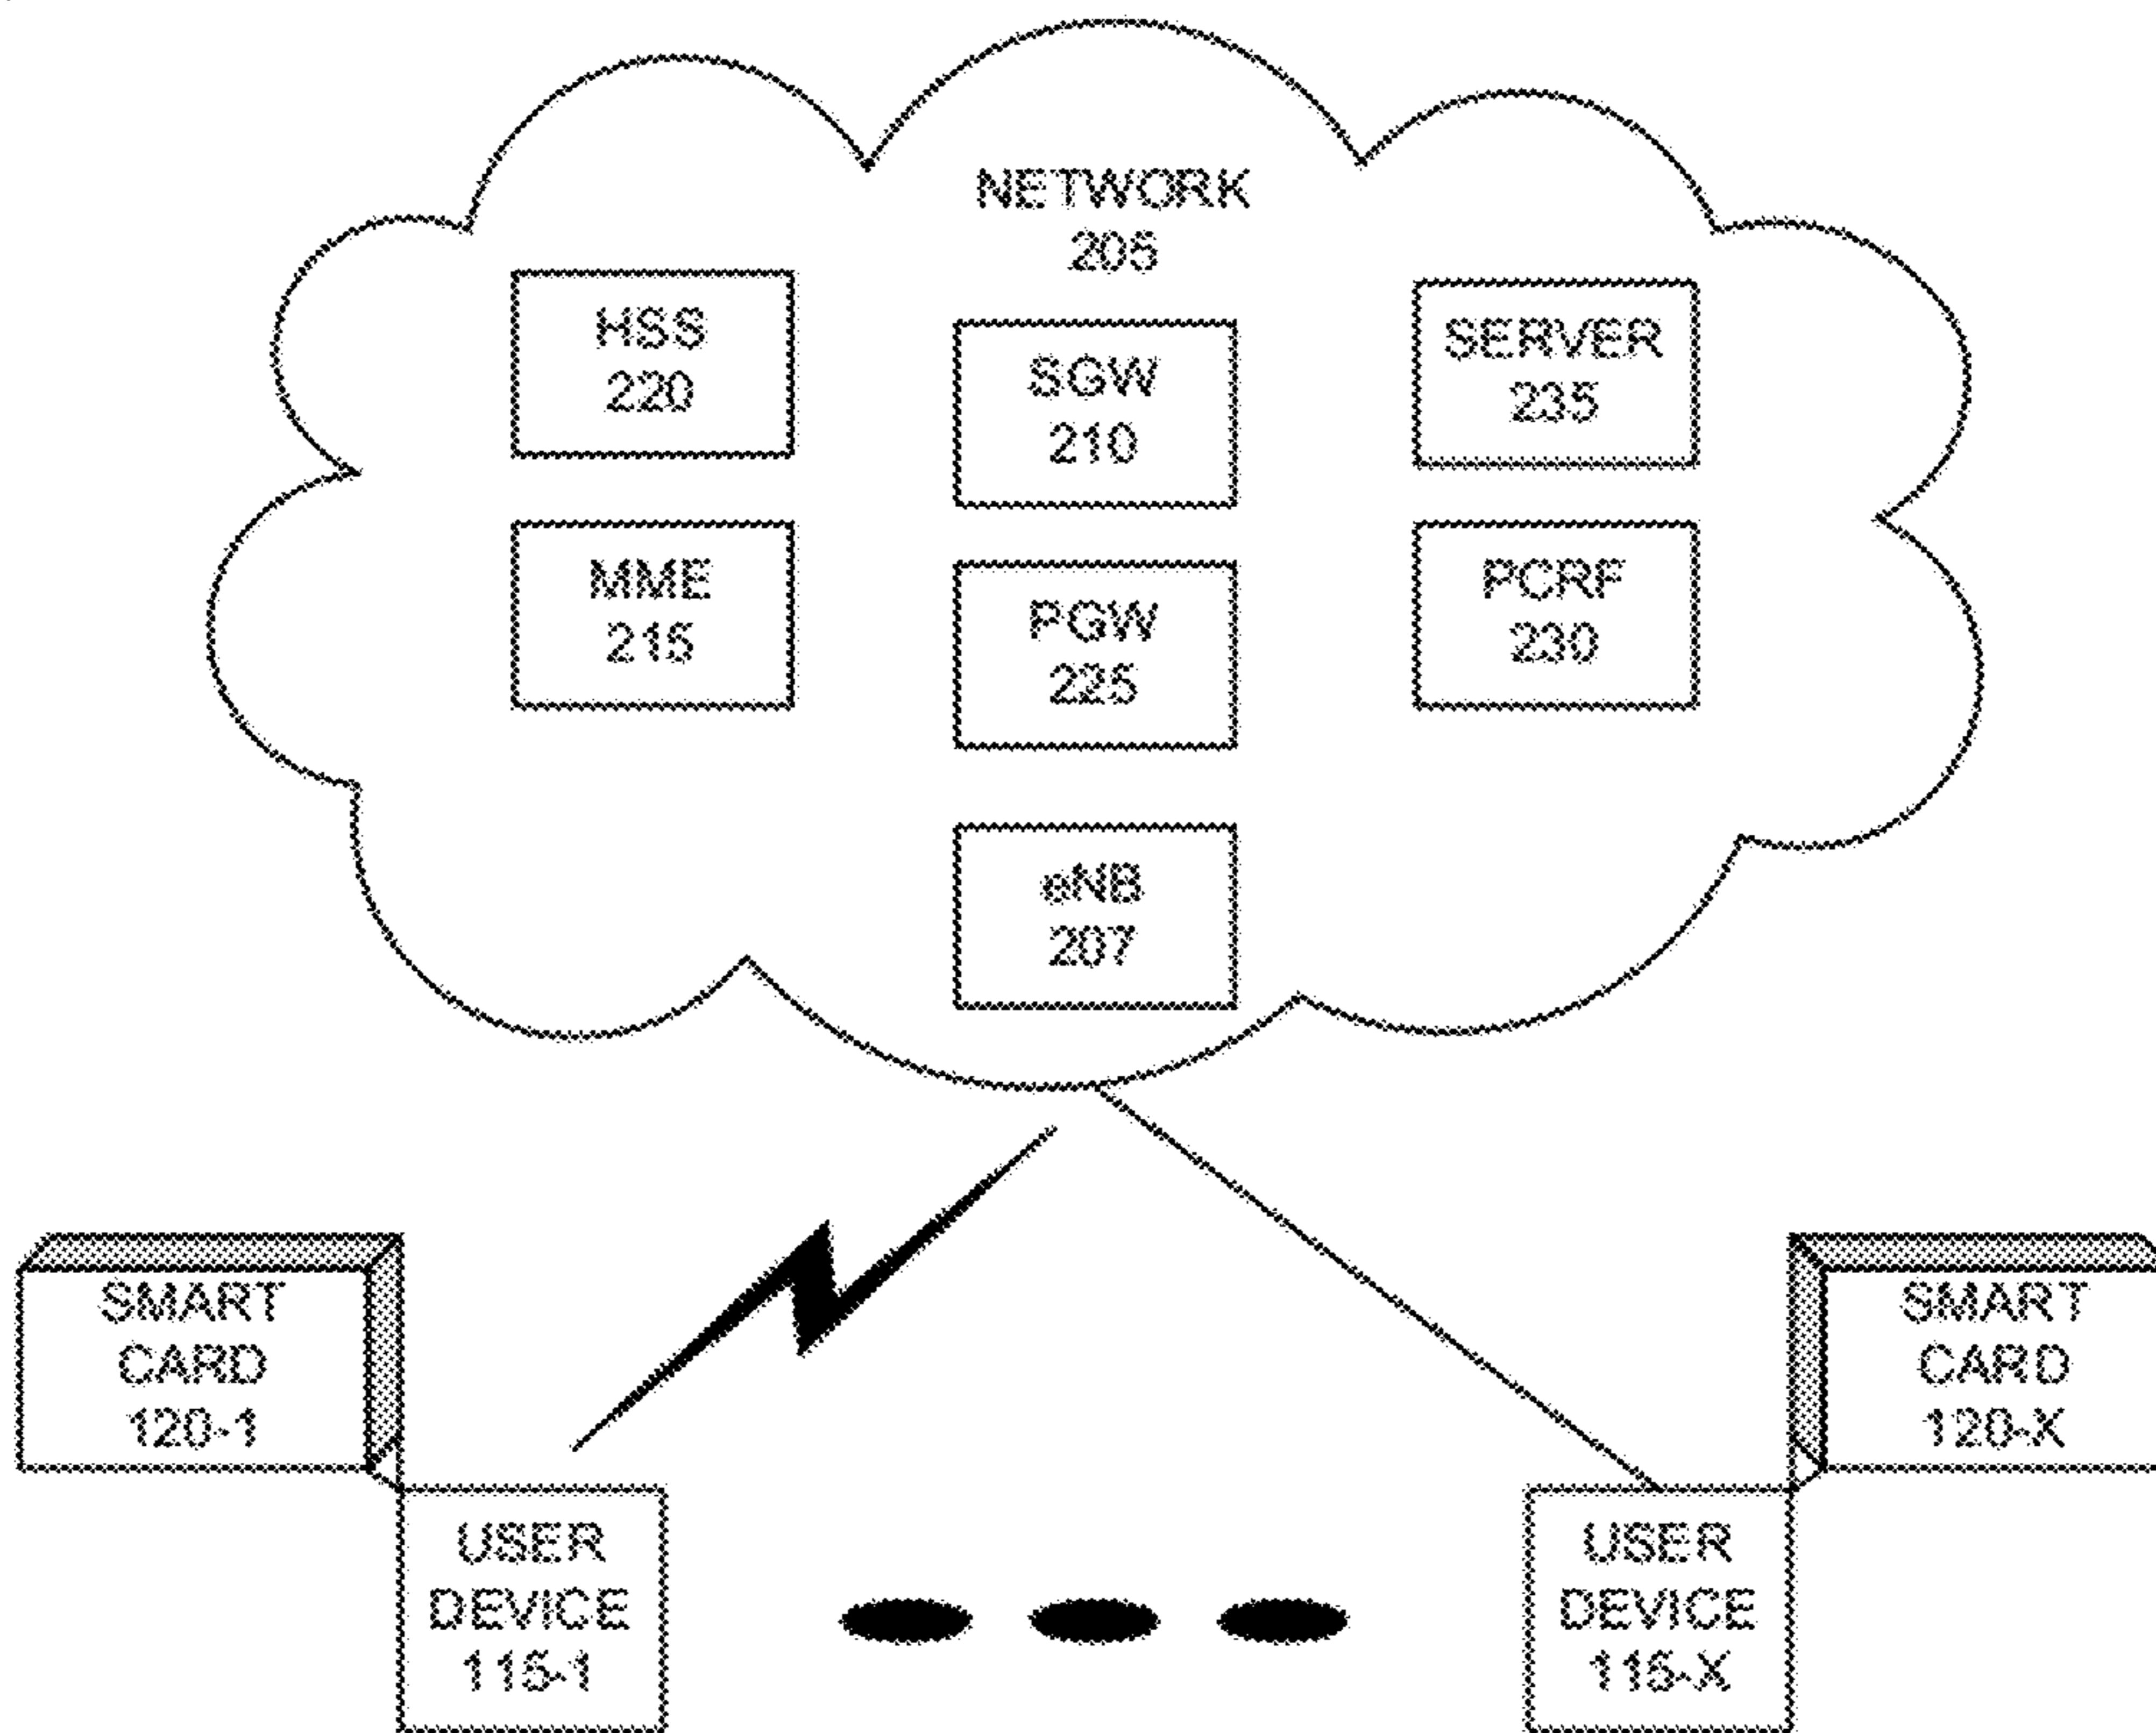 NETWORK
205
HSS
220
SGW
210
SERVER
235
MME
215
PGW
225
PCRF
230
eNB
207
SMART
CARD
120-1
SMART
CARD
120-X
USER
DEVICE
115-1
USER
DEVICE
115-X